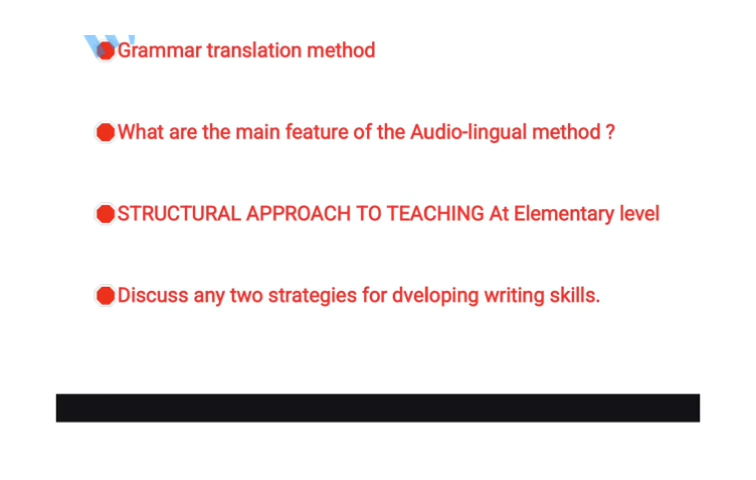 Grammar translation method
What are the main feature of the Audio-lingual method ?
STRUCTURAL APPROACH TO TEACHING At Elementary level
Discuss any two strategies for dveloping writing skills.